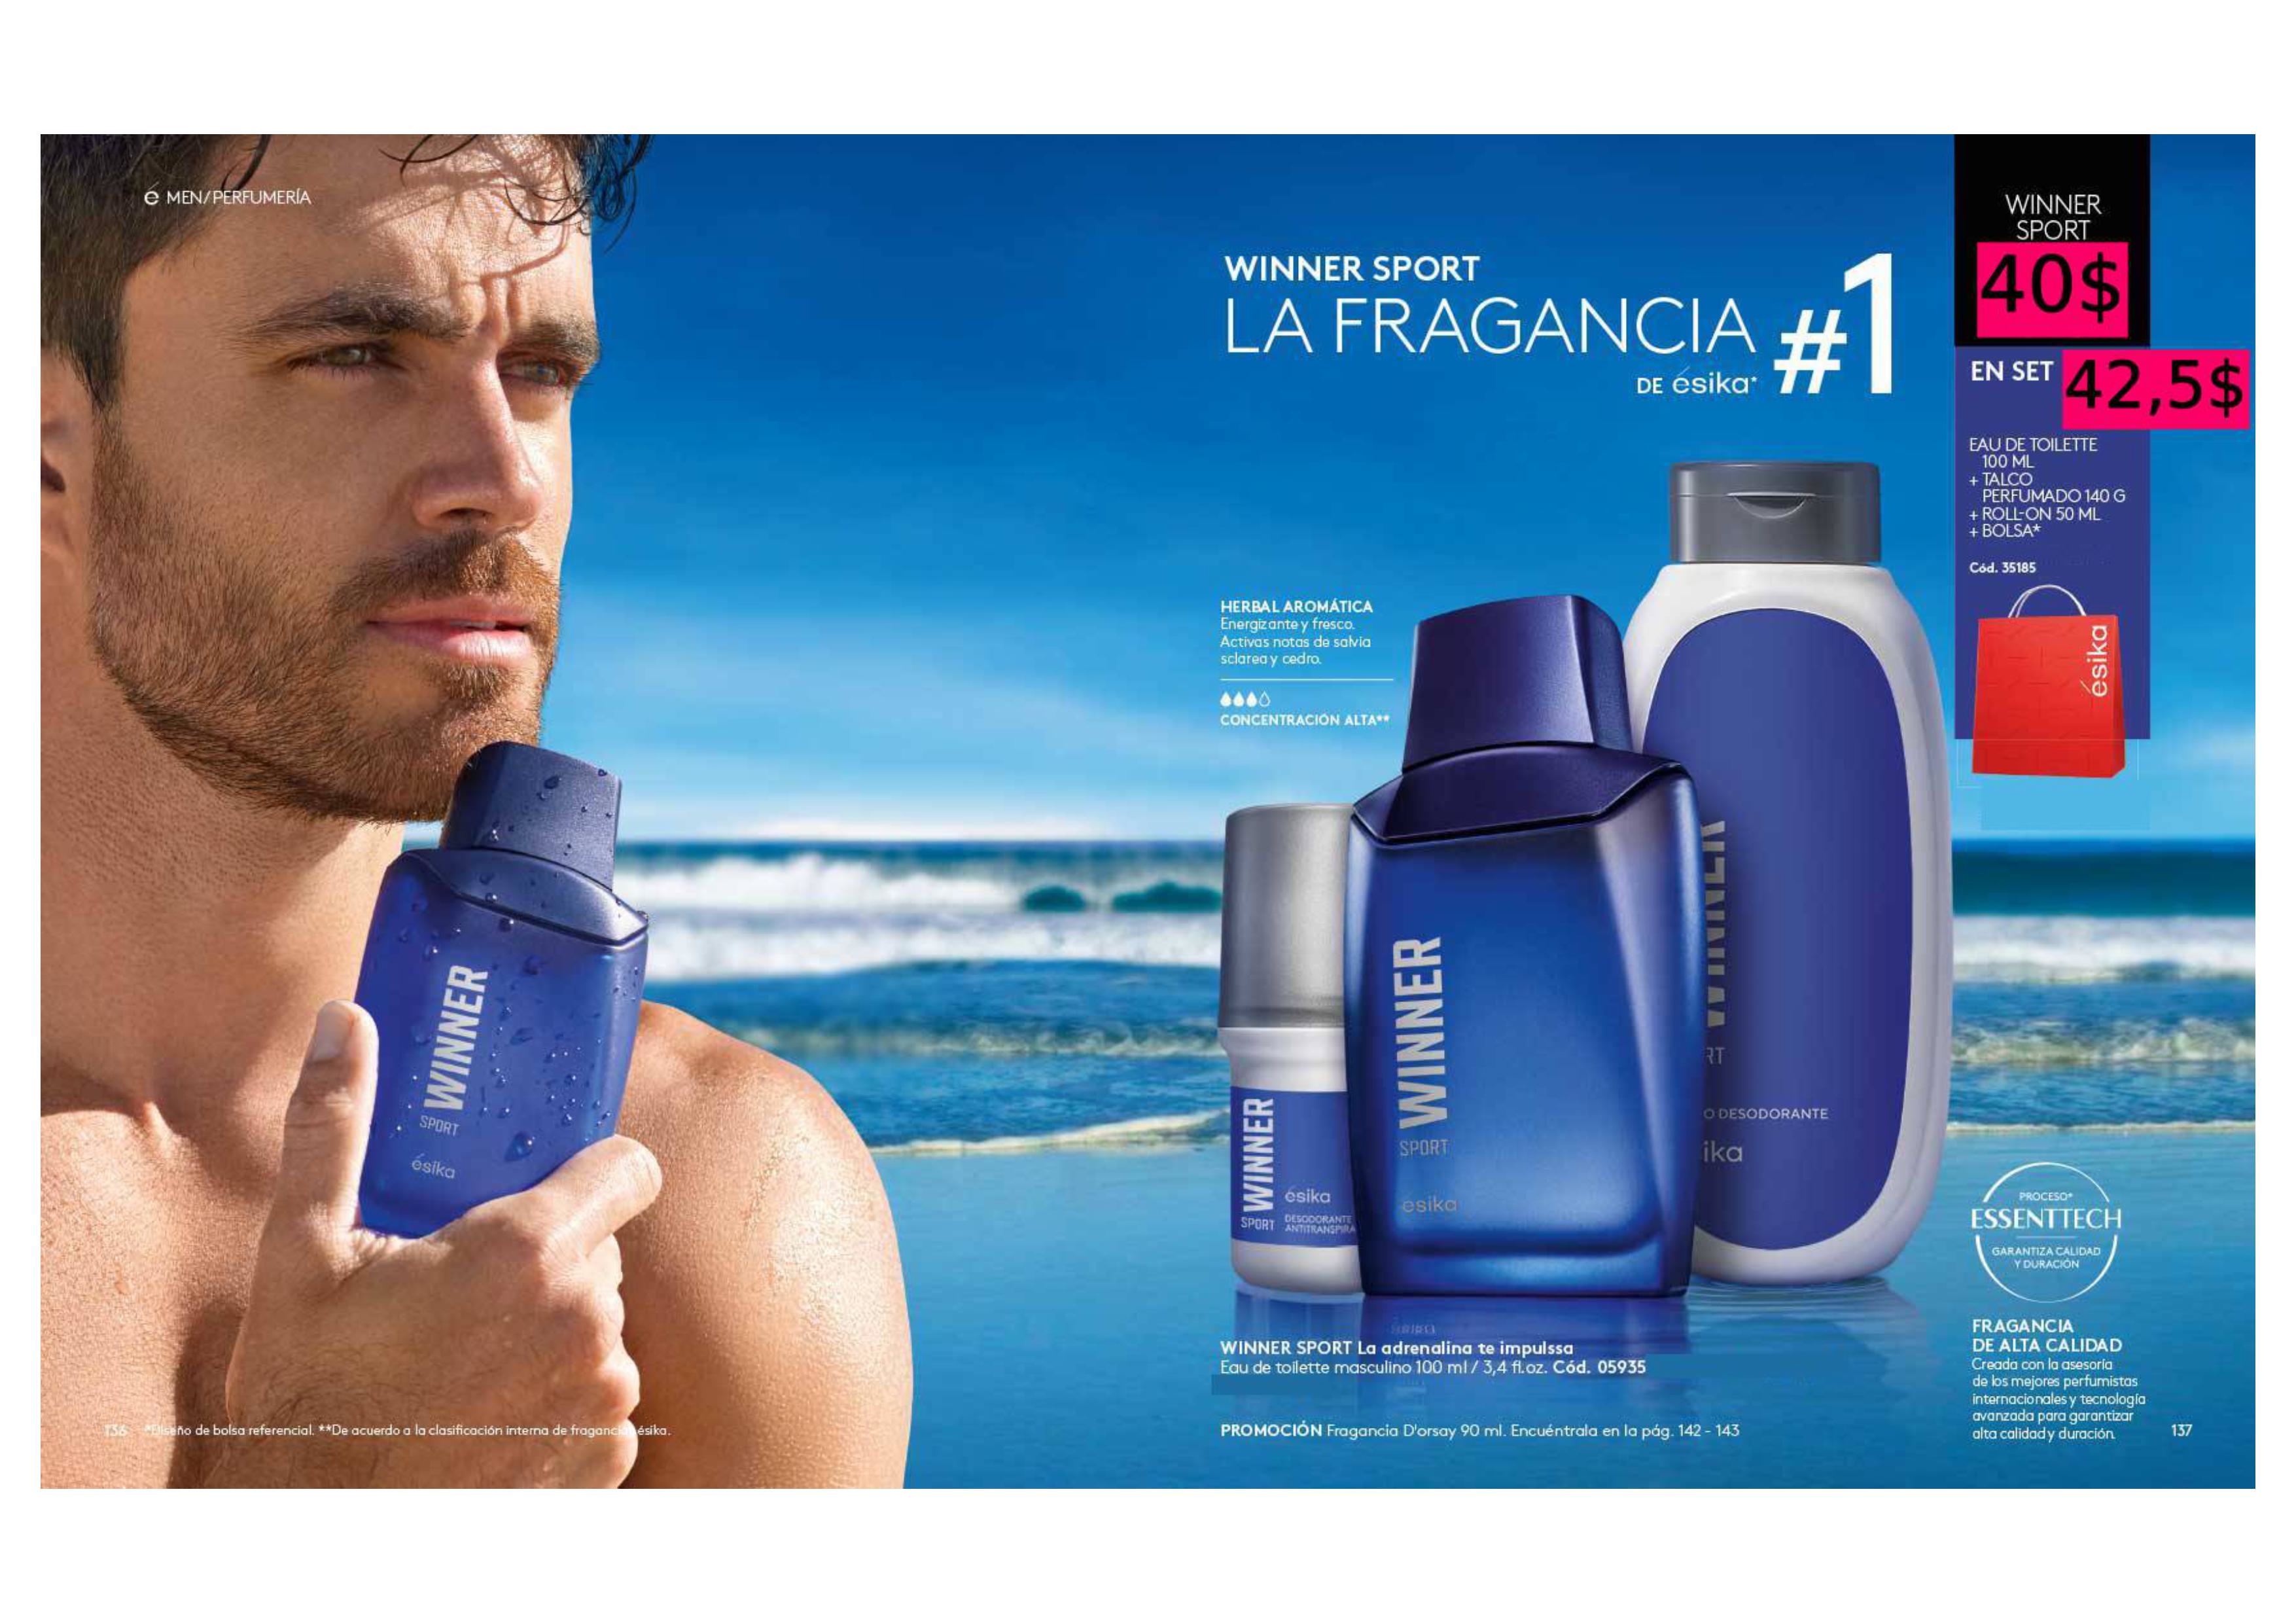 é MEN/PERFUMERÍA
WINNER
SPORT
ésika
136 *Diseño de bolsa referencial. **De acuerdo a la clasificación interna de fragancias ésika.
WINNER SPORT
LA FRAGANCIA #1
DE ésika*
HERBAL AROMÁTICA
Energizante y fresco.
Activas notas de salvia
sclarea y cedro.
CONCENTRACIÓN ALTA**
WINNER
SPORT
ésika
DESODORANTE
WINNER
SPORT
esika
WINNER
RT
O DESODORANTE
ika
WINNER SPORT La adrenalina te impulssa
Eau de toilette masculino 100 ml / 3,4 fl.oz. Cód. 05935
PROMOCIÓN Fragancia D'orsay 90 ml. Encuéntrala en la pág. 142 - 143
WINNER
SPORT
40$
EN SET 42,5$
EAU DE TOILETTE
100 ML
+ TALCO
PERFUMADO 140 G
+ ROLL-ON 50 ML
+ BOLSA*
Cód. 35185
ésika
PROCESO*
ESSENTTECH
GARANTIZA CALIDAD
Y DURACIÓN
FRAGANCIA
DE ALTA CALIDAD
Creada con la asesoría
de los mejores perfumistas
internacionales y tecnología
avanzada para garantizar
alta calidad y duración.
137